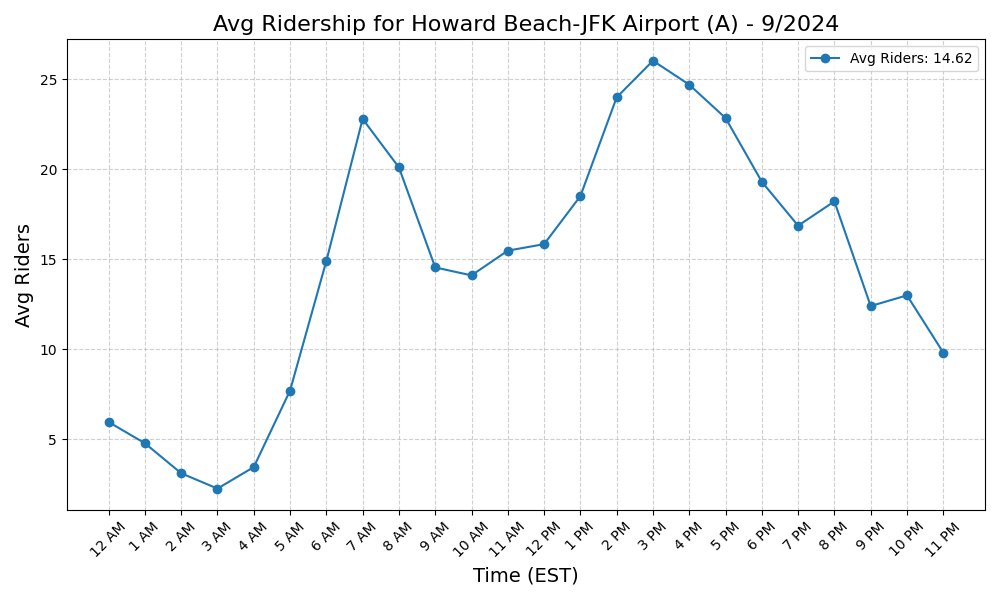 Avg Ridership for Howard Beach-JFK Airport (A) - 9/2024
Avg Riders: 14.62
Avg Riders
25
20
15
10
5
12 AM
1 AM
2 AM
3 AM
4 AM
5 AM
6 AM
7 AM
8 AM
9 AM
10 AM
11 AM
12 PM
1 PM
2 PM
3 PM
4 PM
5 PM
6 PM
7 PM
8 PM
9 PM
10 PM
11 PM
Time (EST)